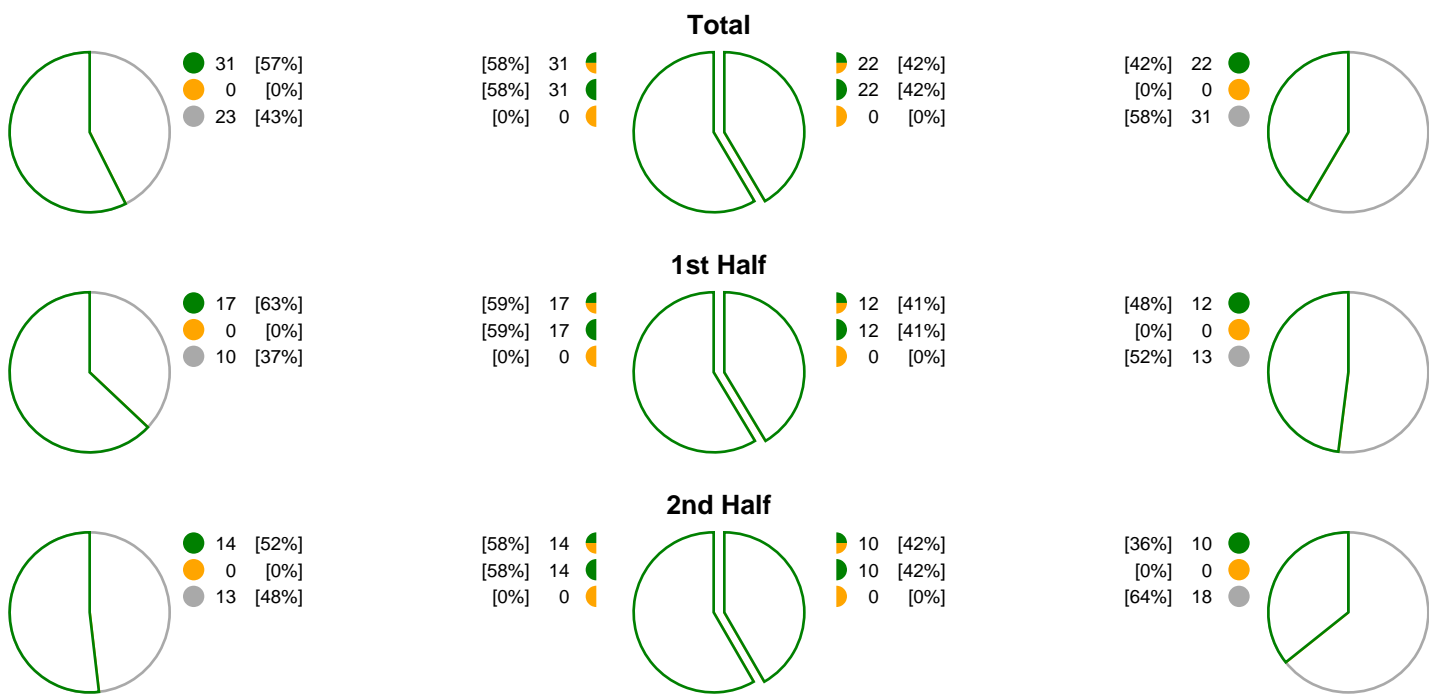 Total
31 [57%] [58%] 31 22 [42%] [42%] 22
0 [0%] [58%] 31 22 [42%] [0%] 0
23 [43%] [0%] 0 0 [0%] [58%] 31
1st Half
17 [63%] [59%] 17 12 [41%] [48%] 12
0 [0%] [59%] 17 12 [41%] [0%] 0
10 [37%] [0%] 0 0 [0%] [52%] 13
2nd Half
14 [52%] [58%] 14 10 [42%] [36%] 10
0 [0%] [58%] 14 10 [42%] [0%] 0
13 [48%] [0%] 0 0 [0%] [64%] 18